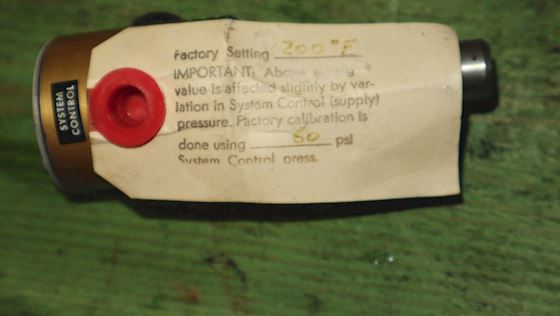 SYSTEM
CONTROL
Factory Setting 200°F
IMPORTANT: Above setting
value is affected slightly by var-
iation in System Control (supply)
pressure. Factory calibration is
done using 60 psi
System Control press.